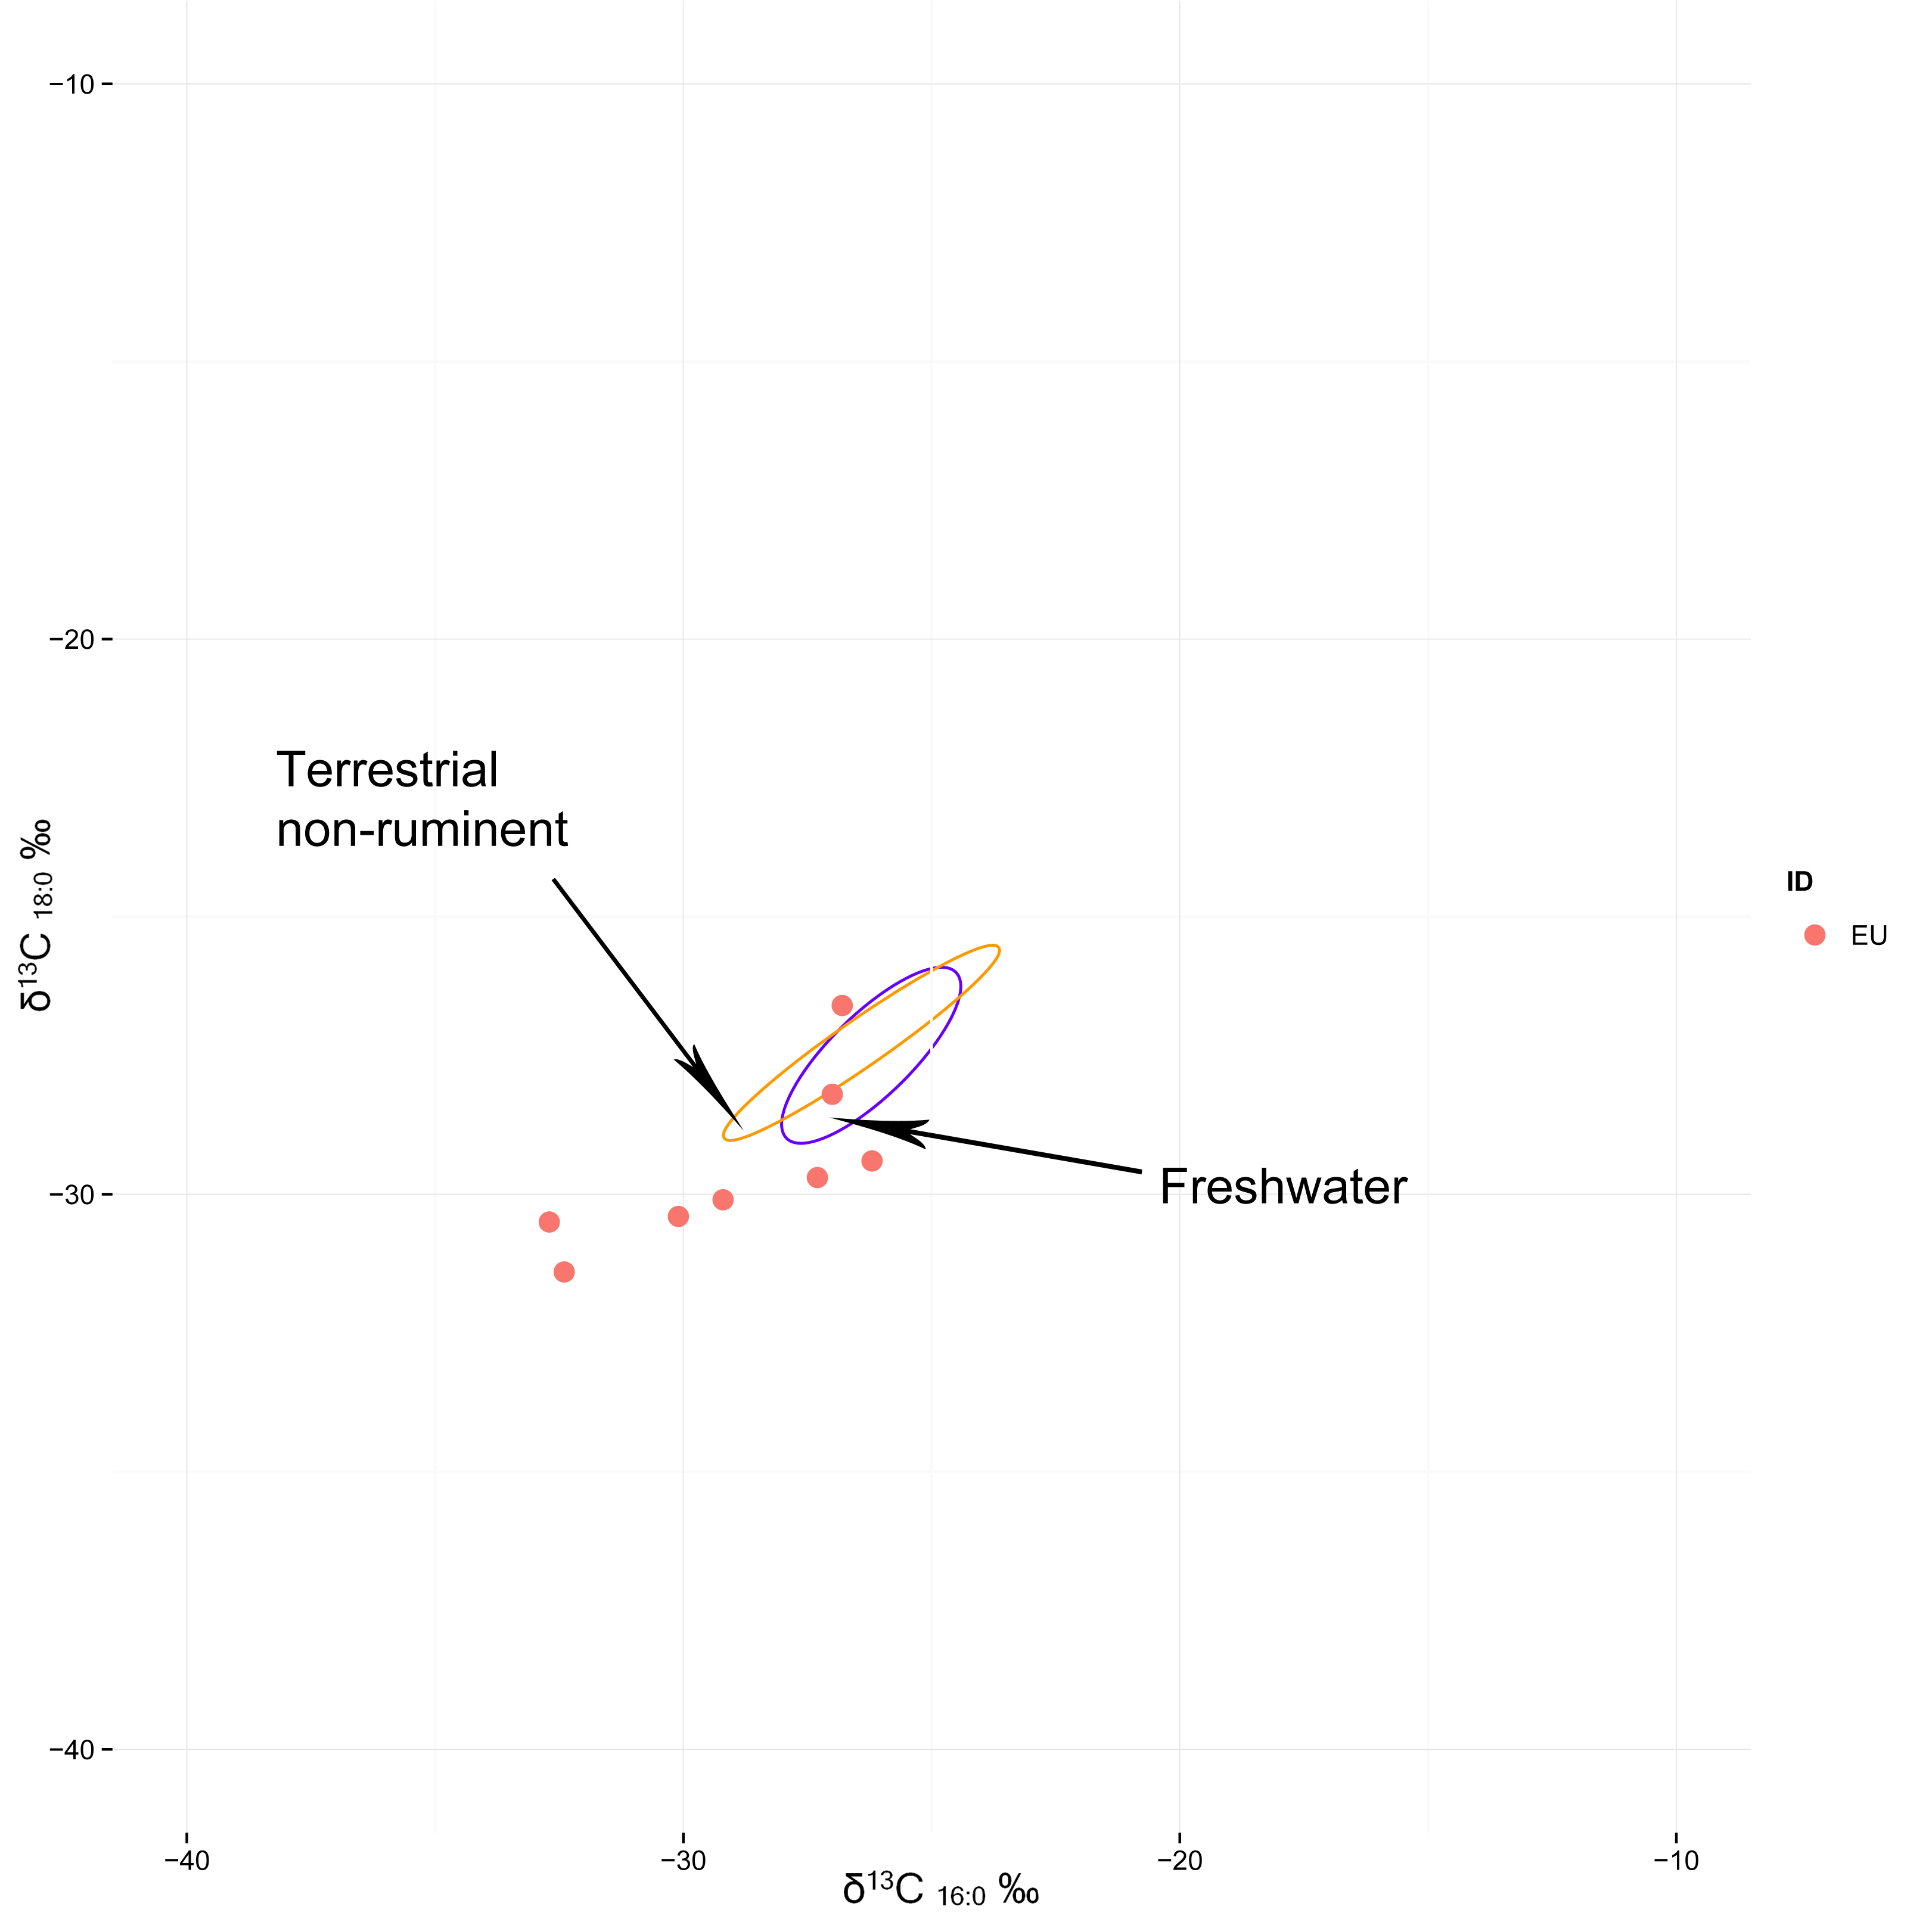 −10
−20
−30
−40
δ13C 18:0 ‰
Terrestrial
non-ruminent
Freshwater
ID
EU
−40
−30
−20
−10
δ13C 16:0 ‰